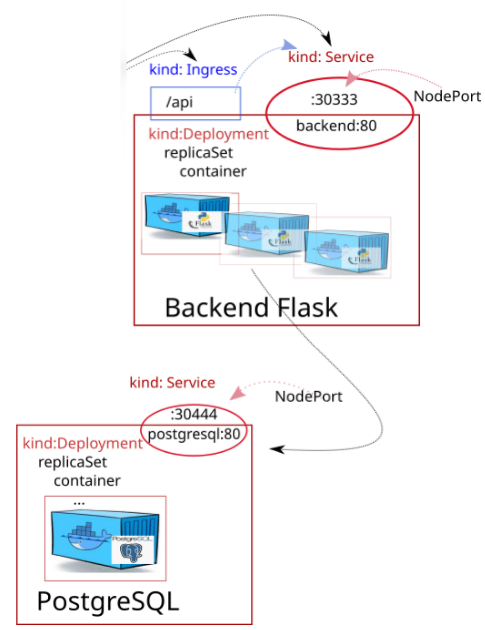 kind: Service
kind: Ingress
:30333
NodePort
/api
backend:80
kind:Deployment
replicaSet
container
Flask
Flask
Flask
Backend Flask
kind: Service
NodePort
:30444
postgresql:80
kind:Deployment
replicaSet
container
...
PostgreSQL
PostgreSQL